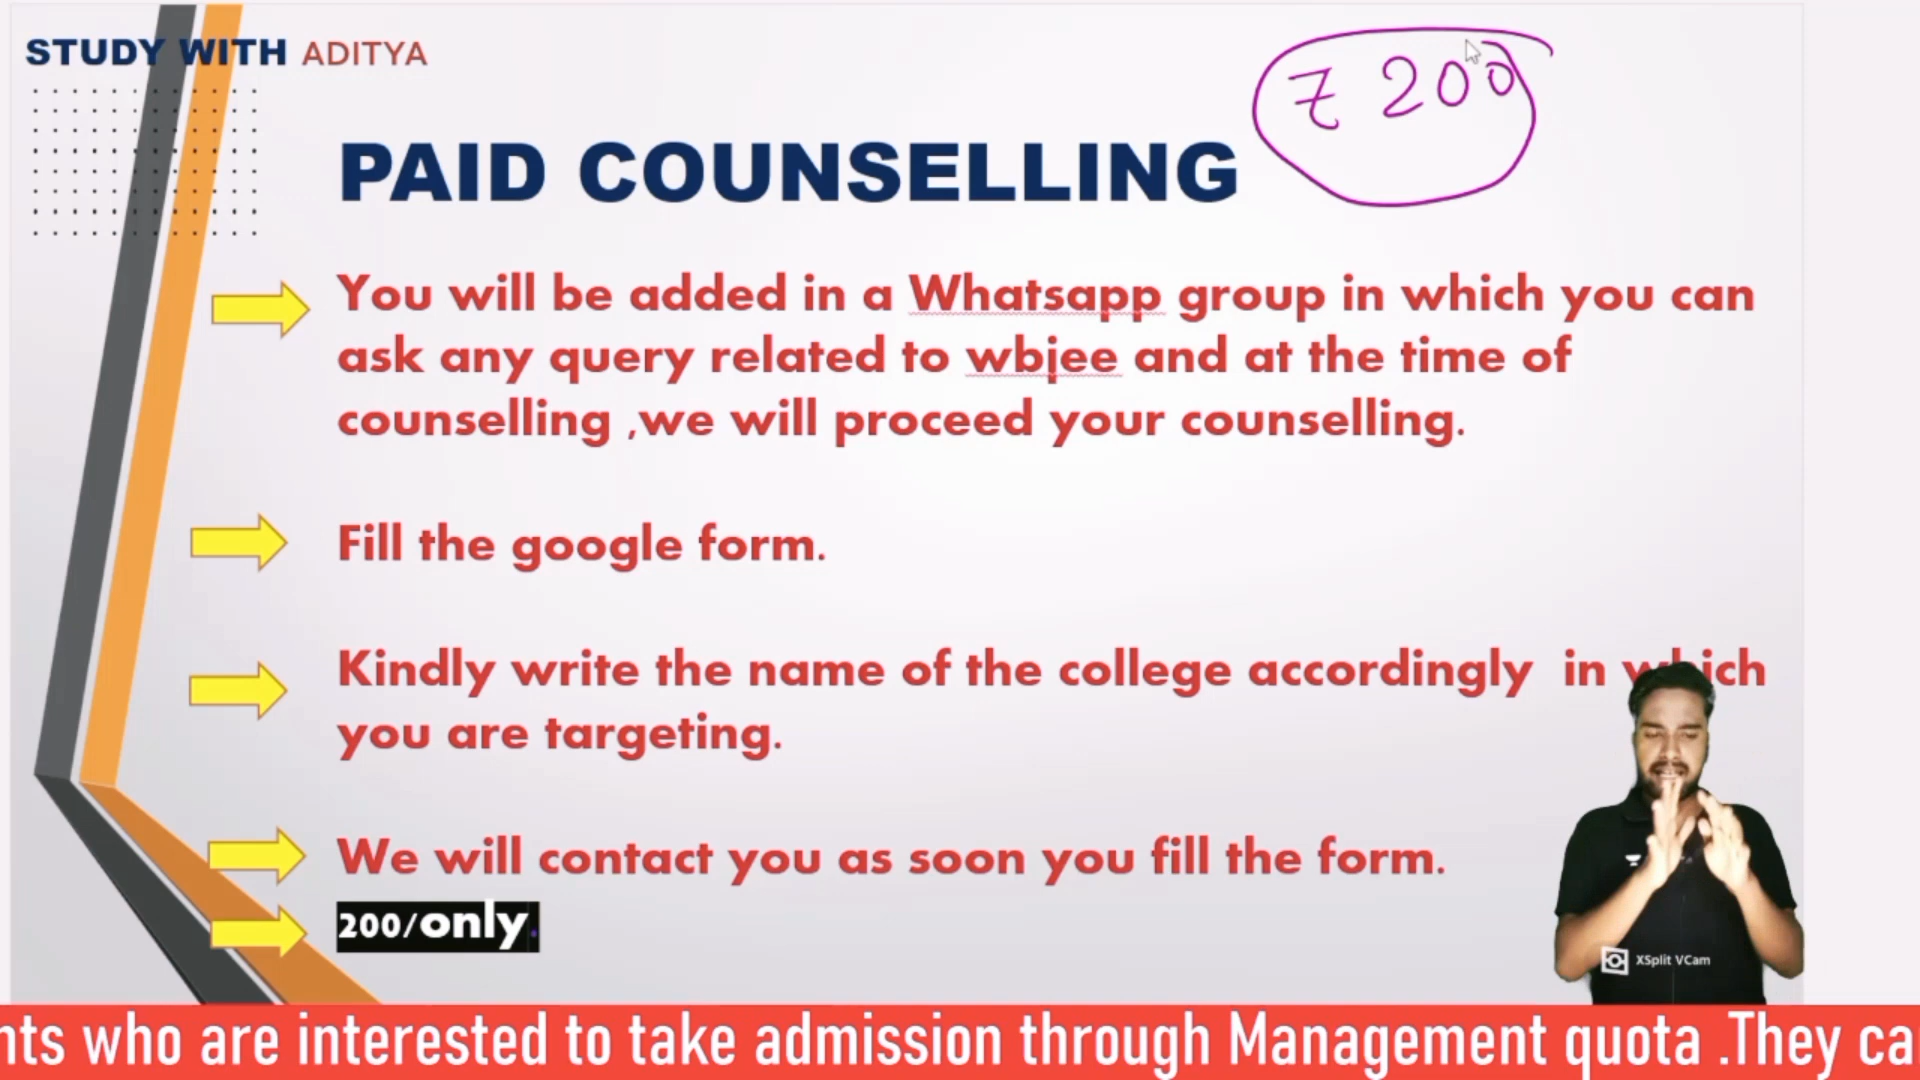 STUDY WITH ADITYA
₹ 200
PAID COUNSELLING
You will be added in a Whatsapp group in which you can
ask any query related to wbjee and at the time of
counselling ,we will proceed your counselling.
Fill the google form.
Kindly write the name of the college accordingly in which
you are targeting.
We will contact you as soon you fill the form.
200/only.
XSplit VCam
nts who are interested to take admission through Management quota .They ca